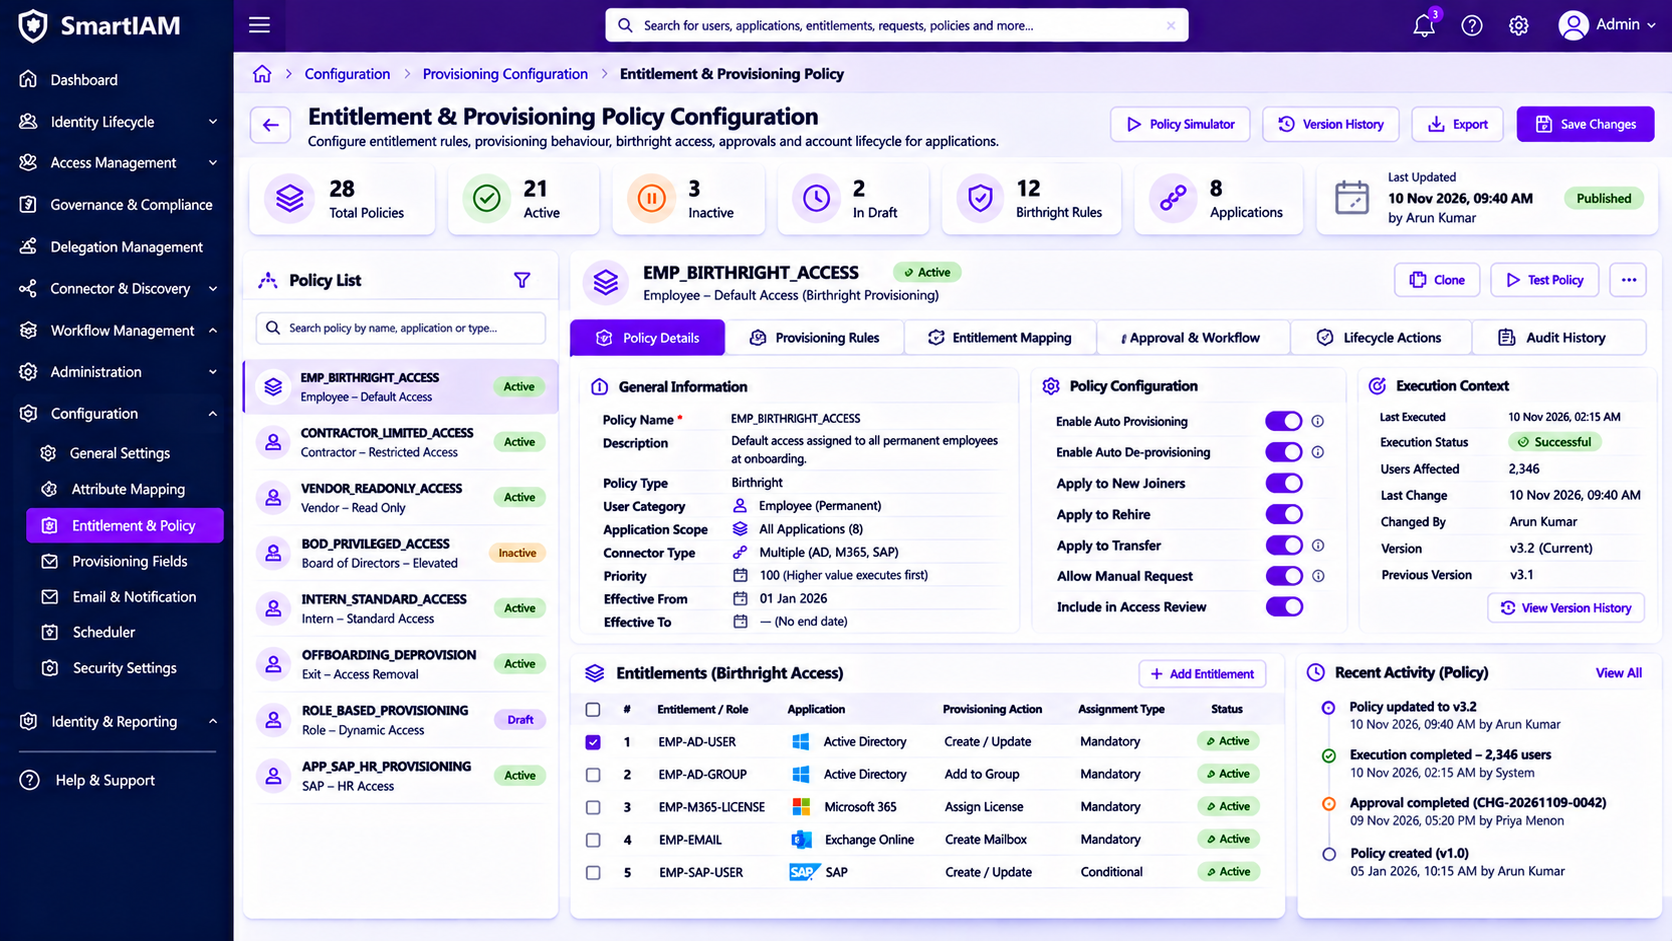 SmartIAM
Search for users, applications, entitlements, requests, policies and more...
3
Admin
Dashboard
Identity Lifecycle
Access Management
Governance & Compliance
Delegation Management
Connector & Discovery
Workflow Management
Administration
Configuration
General Settings
Attribute Mapping
Entitlement & Policy
Provisioning Fields
Email & Notification
Scheduler
Security Settings
Identity & Reporting
Help & Support
Configuration > Provisioning Configuration > Entitlement & Provisioning Policy
Entitlement & Provisioning Policy Configuration
Configure entitlement rules, provisioning behaviour, birthright access, approvals and account lifecycle for applications.
Policy Simulator
Version History
Export
Save Changes
28
Total Policies
21
Active
3
Inactive
2
In Draft
12
Birthright Rules
8
Applications
Last Updated
10 Nov 2026, 09:40 AM
by Arun Kumar
Published
Policy List
Search policy by name, application or type...
EMP_BIRTHRIGHT_ACCESS
Employee – Default Access
Active
CONTRACTOR_LIMITED_ACCESS
Contractor – Restricted Access
Active
VENDOR_READONLY_ACCESS
Vendor – Read Only
Active
BOD_PRIVILEGED_ACCESS
Board of Directors – Elevated
Inactive
INTERN_STANDARD_ACCESS
Intern – Standard Access
Active
OFFBOARDING_DEPROVISION
Exit – Access Removal
Active
ROLE_BASED_PROVISIONING
Role – Dynamic Access
Draft
APP_SAP_HR_PROVISIONING
SAP – HR Access
Active
EMP_BIRTHRIGHT_ACCESS
Active
Employee – Default Access (Birthright Provisioning)
Clone
Test Policy
Policy Details
Provisioning Rules
Entitlement Mapping
Approval & Workflow
Lifecycle Actions
Audit History
General Information
Policy Name * EMP_BIRTHRIGHT_ACCESS
Description Default access assigned to all permanent employees
at onboarding.
Policy Type Birthright
User Category Employee (Permanent)
Application Scope All Applications (8)
Connector Type Multiple (AD, M365, SAP)
Priority 100 (Higher value executes first)
Effective From 01 Jan 2026
Effective To — (No end date)
Policy Configuration
Enable Auto Provisioning
Enable Auto De-provisioning
Apply to New Joiners
Apply to Rehire
Apply to Transfer
Allow Manual Request
Include in Access Review
Execution Context
Last Executed 10 Nov 2026, 02:15 AM
Execution Status Successful
Users Affected 2,346
Last Change 10 Nov 2026, 09:40 AM
Changed By Arun Kumar
Version v3.2 (Current)
Previous Version v3.1
View Version History
Entitlements (Birthright Access)
+ Add Entitlement
# Entitlement / Role Application Provisioning Action Assignment Type Status
1 EMP-AD-USER Active Directory Create / Update Mandatory Active
2 EMP-AD-GROUP Active Directory Add to Group Mandatory Active
3 EMP-M365-LICENSE Microsoft 365 Assign License Mandatory Active
4 EMP-EMAIL Exchange Online Create Mailbox Mandatory Active
5 EMP-SAP-USER SAP SAP Create / Update Conditional Active
Recent Activity (Policy)
View All
Policy updated to v3.2
10 Nov 2026, 09:40 AM by Arun Kumar
Execution completed – 2,346 users
10 Nov 2026, 02:15 AM by System
Approval completed (CHG-20261109-0042)
09 Nov 2026, 05:20 PM by Priya Menon
Policy created (v1.0)
05 Jan 2026, 10:15 AM by Arun Kumar